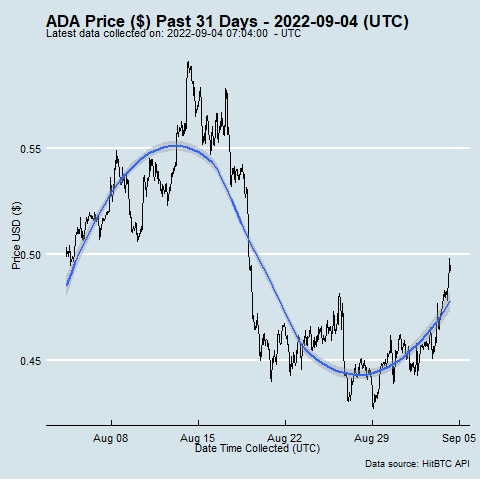 ADA Price ($) Past 31 Days - 2022-09-04 (UTC)
Latest data collected on: 2022-09-04 07:04:00 - UTC
Price USD ($)
0.55
0.50
0.45
Aug 08 Aug 15 Aug 22 Aug 29 Sep 05
Date Time Collected (UTC)
Data source: HitBTC API